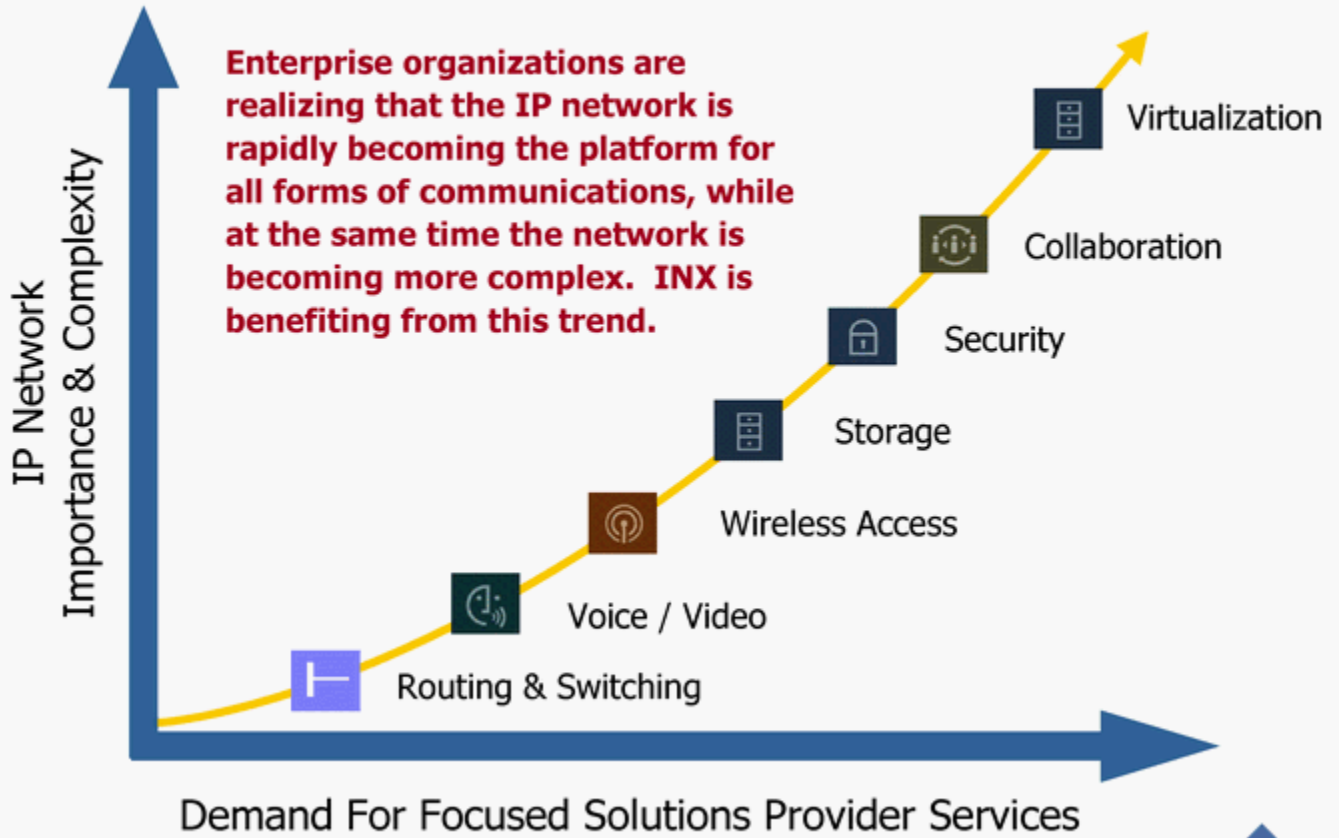 Enterprise organizations are
realizing that the IP network is
rapidly becoming the platform for
all forms of communications, while
at the same time the network is
becoming more complex.  INX is
benefiting from this trend.
Virtualization
Collaboration
Security
Storage
Wireless Access
Voice / Video
Routing & Switching
IP Network
Importance & Complexity
Demand For Focused Solutions Provider Services